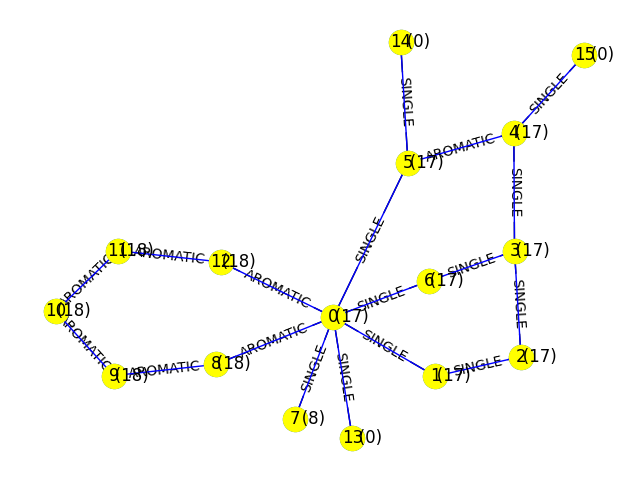 14(0)
15(0)
SINGLE
SINGLE
4(17)
AROMATIC
5(17)
SINGLE
SINGLE
11(18)
AROMATIC
12(18)
3(17)
SINGLE
6(17)
AROMATIC
AROMATIC
SINGLE
SINGLE
10(18)
0(17)
AROMATIC
AROMATIC
SINGLE
2(17)
SINGLE
8(18)
AROMATIC
9(18)
1(17)
SINGLE
SINGLE
7(8)
13(0)